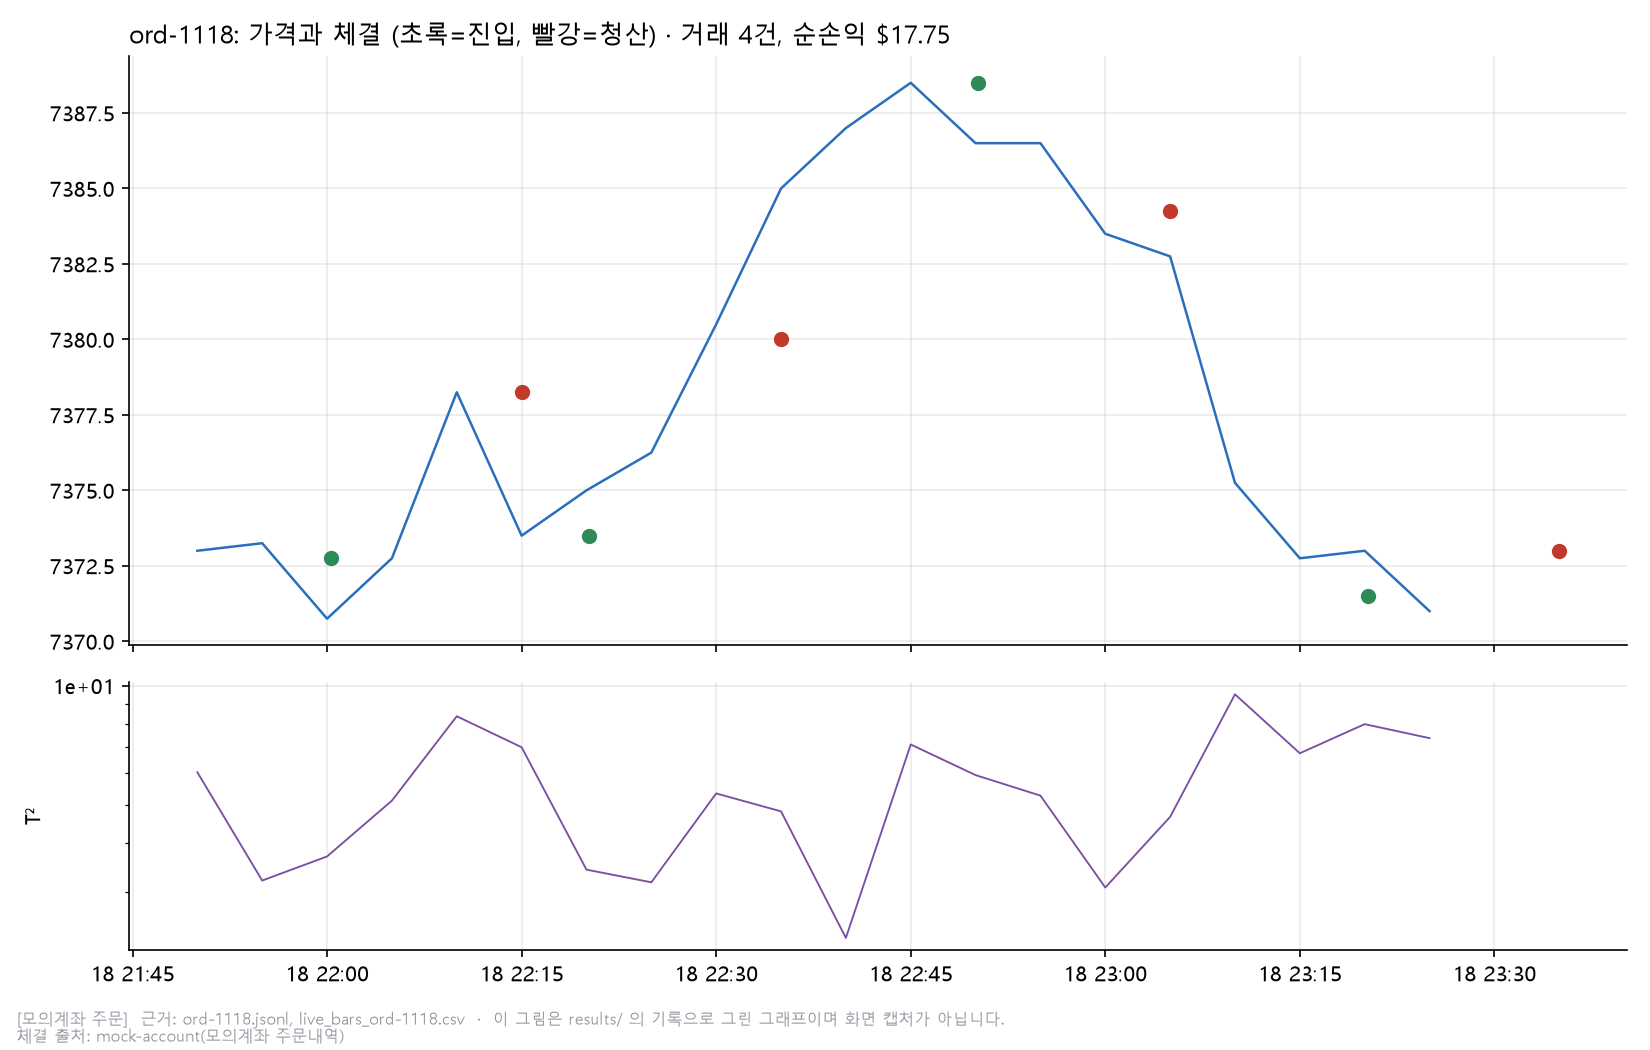 ord-1118: 가격과 체결 (초록=진입, 빨강=청산) · 거래 4건, 순손익 $17.75
7387.5
7385.0
7382.5
7380.0
7377.5
7375.0
7372.5
7370.0
1e+01
T²
18 21:45 18 22:00 18 22:15 18 22:30 18 22:45 18 23:00 18 23:15 18 23:30
[모의계좌 주문] 근거: ord-1118.jsonl, live_bars_ord-1118.csv · 이 그림은 results/ 의 기록으로 그린 그래프이며 화면 캡처가 아닙니다.
체결 출처: mock-account(모의계좌 주문내역)